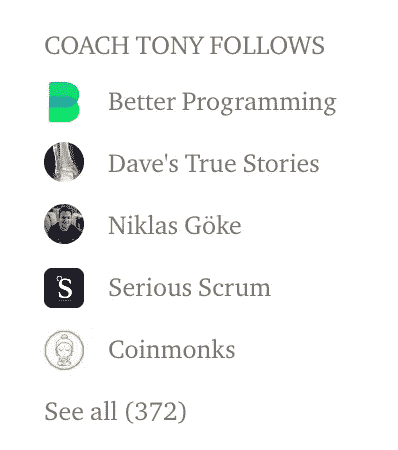 COACH TONY FOLLOWS
Better Programming
Dave's True Stories
Niklas Göke
S
Serious Scrum
Coinmonks
See all (372)